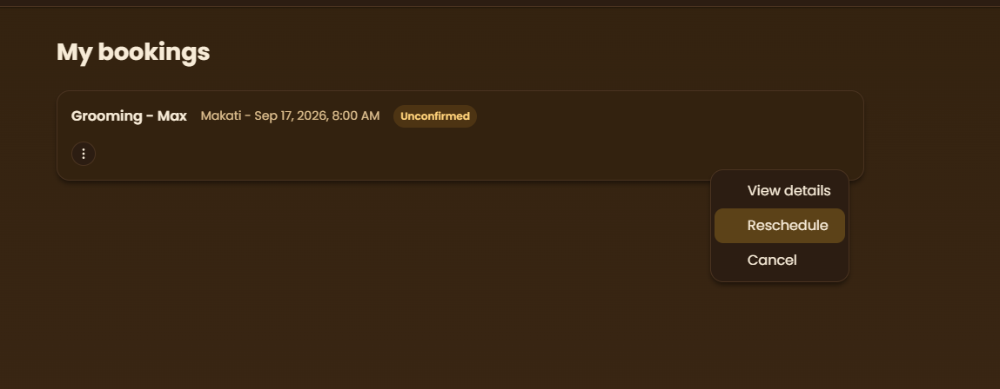 My bookings
Grooming - Max Makati - Sep 17, 2026, 8:00 AM Unconfirmed
View details
Reschedule
Cancel